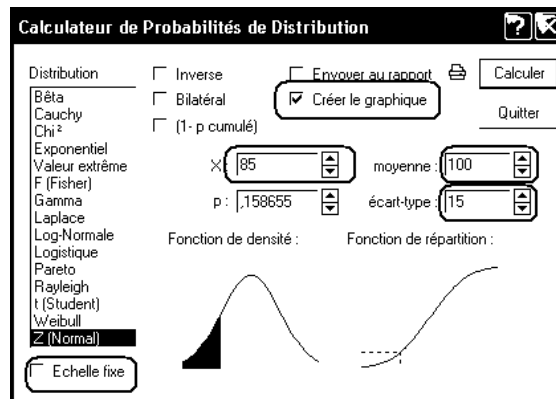 Calculateur de Probabilités de Distribution
Distribution
Bêta
Cauchy
Chi ²
Exponentiel
Valeur extrême
F (Fisher)
Gamma
Laplace
Log-Normale
Logistique
Pareto
Rayleigh
t (Student)
Weibull
Z (Normal)
Echelle fixe
Inverse
Envoyer au rapport
Calculer
Bilatéral
Créer le graphique
Quitter
(1- p cumulé)
X: 85
moyenne : 100
p : ,158655
écart-type : 15
Fonction de densité :
Fonction de répartition :